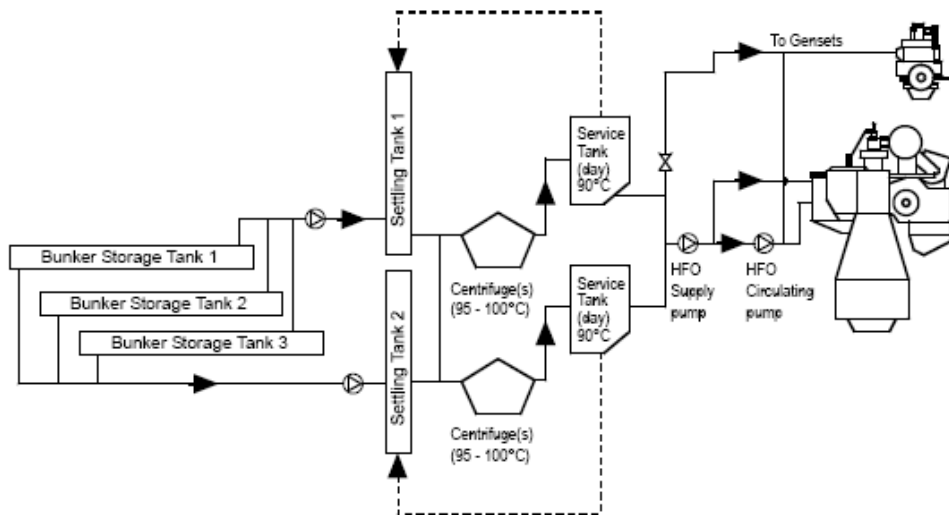 To Gensets
Settling Tank 1
Service
Tank
(day)
90°C
Bunker Storage Tank 1
Bunker Storage Tank 2
Bunker Storage Tank 3
Centrifuge(s)
(95 - 100°C)
HFO
Supply
pump
HFO
Circulating
pump
Settling Tank 2
Service
Tank
(day)
90°C
Centrifuge(s)
(95 - 100°C)